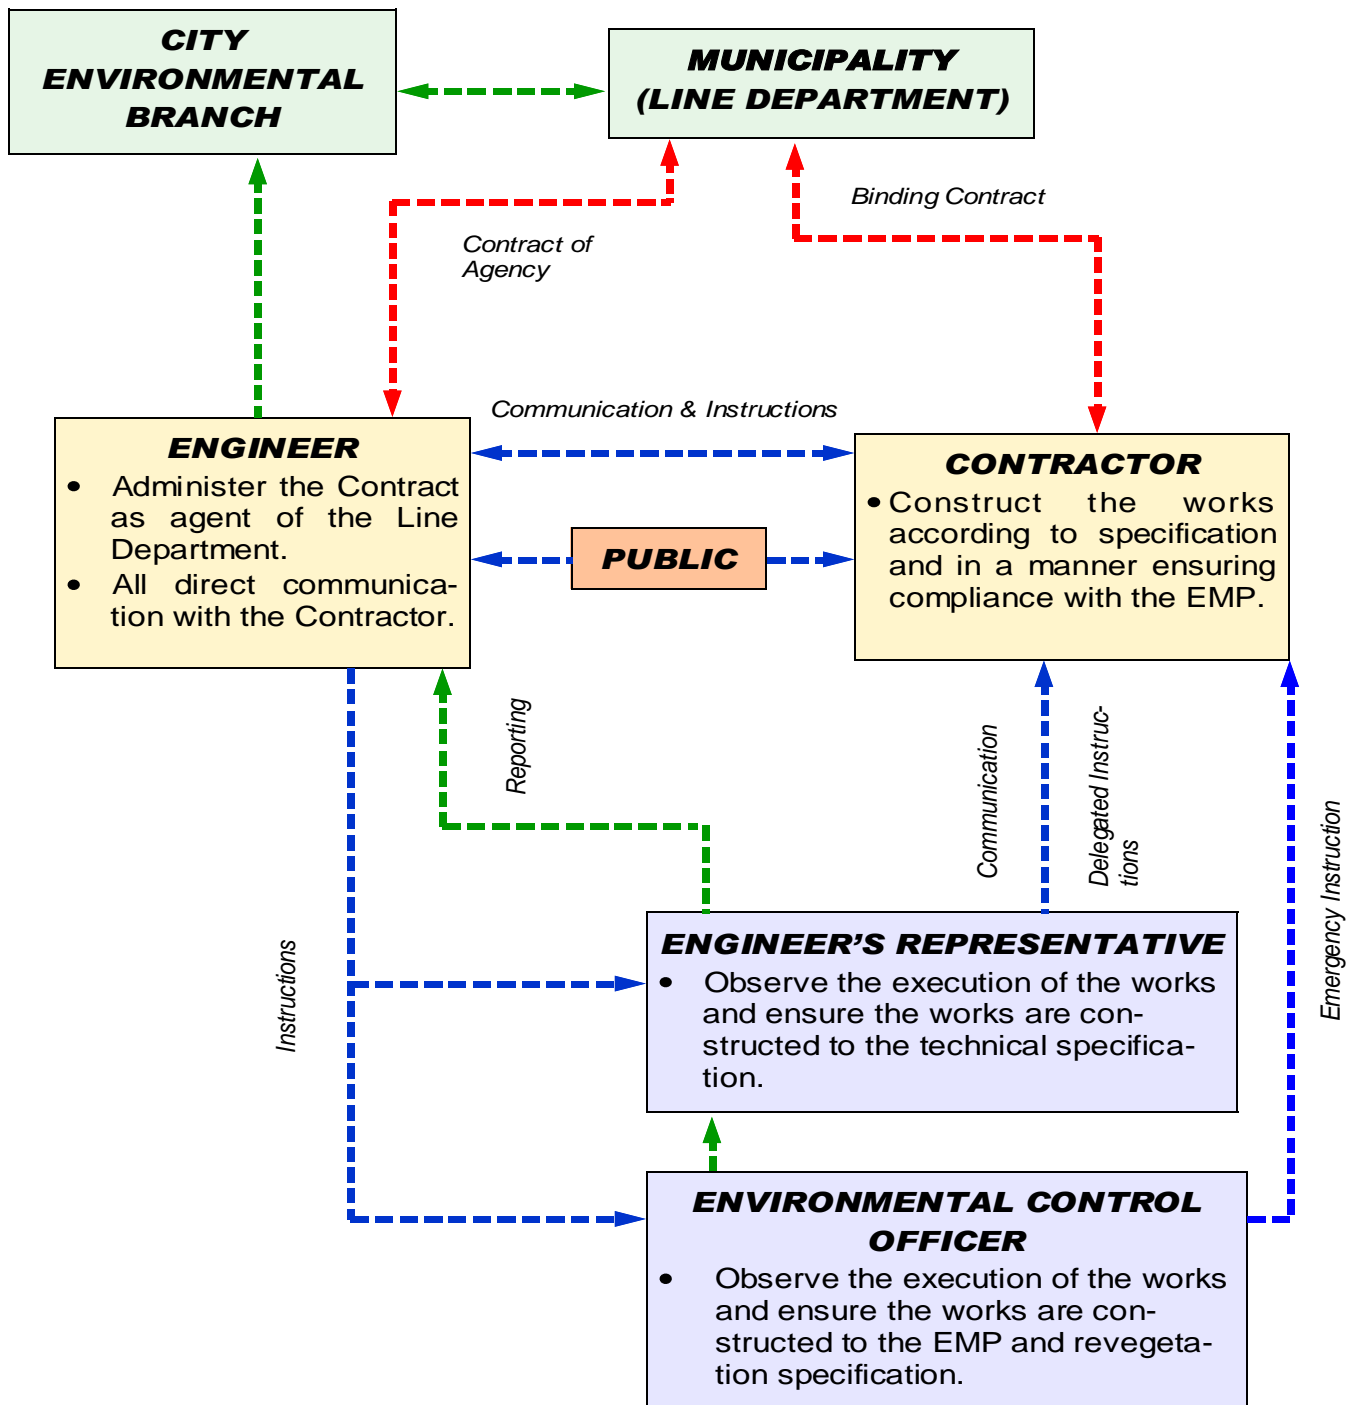 CITY
ENVIRONMENTAL
BRANCH
MUNICIPALITY
(LINE DEPARTMENT)
Binding Contract
Contract of
Agency
Communication & Instructions
ENGINEER
• Administer the Contract
as agent of the Line
Department.
• All direct communica-
tion with the Contractor.
PUBLIC
CONTRACTOR
• Construct the works
according to specification
and in a manner ensuring
compliance with the EMP.
Reporting
Communication
Delegated Instruc-
tions
Emergency Instruction
Instructions
ENGINEER’S REPRESENTATIVE
• Observe the execution of the works
and ensure the works are con-
structed to the technical specifica-
tion.
ENVIRONMENTAL CONTROL
OFFICER
• Observe the execution of the works
and ensure the works are con-
structed to the EMP and revegeta-
tion specification.